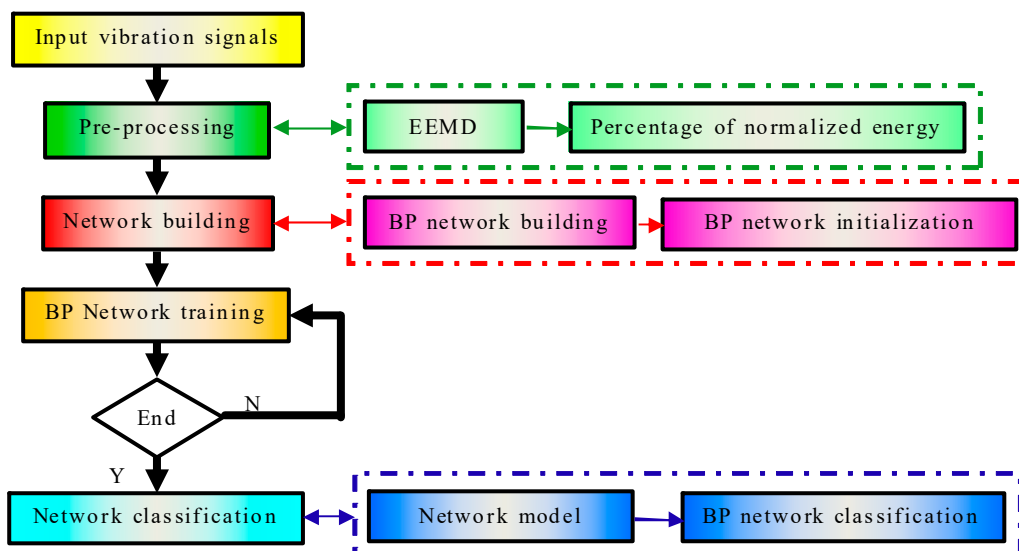 Input vibration signals
Pre-processing
EEMD
Percentage of normalized energy
Network building
BP network building
BP network initialization
BP Network training
End
N
Y
Network classification
Network model
BP network classification